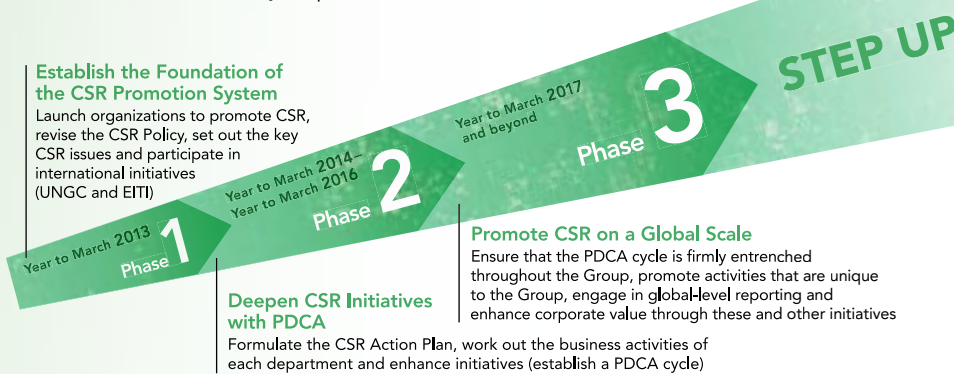 Establish the Foundation of
the CSR Promotion System
Launch organizations to promote CSR,
revise the CSR Policy, set out the key
CSR issues and participate in
international initiatives
(UNGC and EITI)
Year to March 2013
Phase 1
Year to March 2014–
Year to March 2016
Phase 2
Deepen CSR Initiatives
with PDCA
Formulate the CSR Action Plan, work out the business activities of
each department and enhance initiatives (establish a PDCA cycle)
Year to March 2017
and beyond
Phase 3
Promote CSR on a Global Scale
Ensure that the PDCA cycle is firmly entrenched
throughout the Group, promote activities that are unique
to the Group, engage in global-level reporting and
enhance corporate value through these and other initiatives
STEP UP